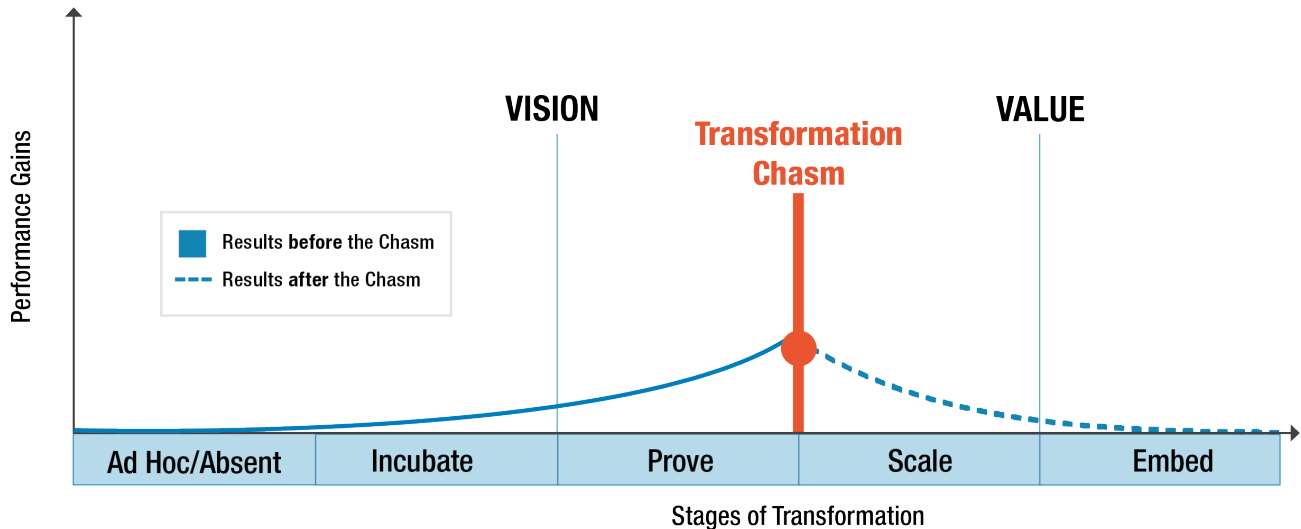 VISION
VALUE
Transformation
Chasm
Performance Gains
Results before the Chasm
Results after the Chasm
Ad Hoc/Absent
Incubate
Prove
Scale
Embed
Stages of Transformation